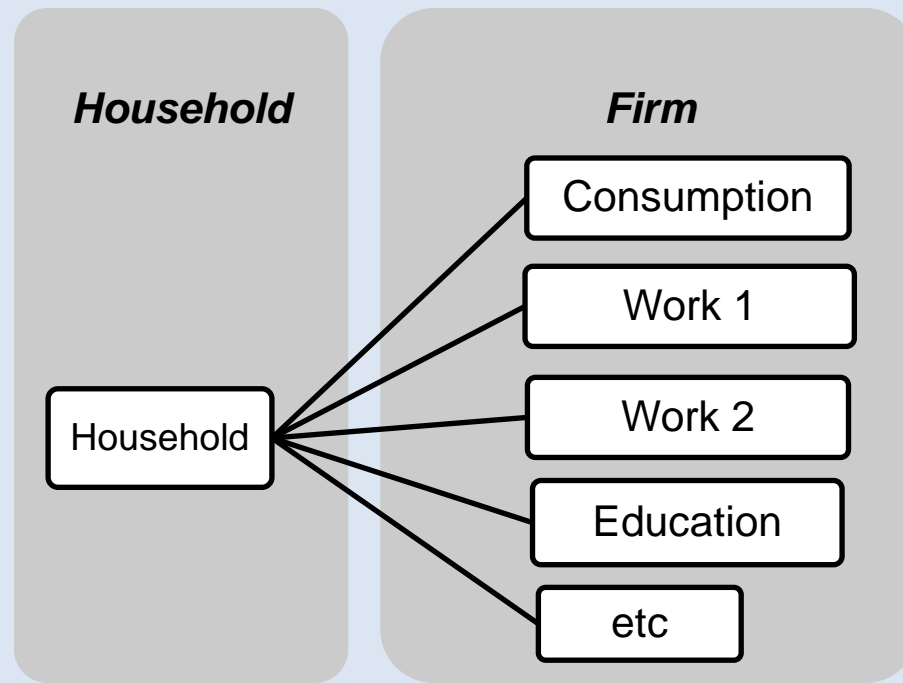 Household
Firm
Consumption
Work 1
Work 2
Household
Education
etc